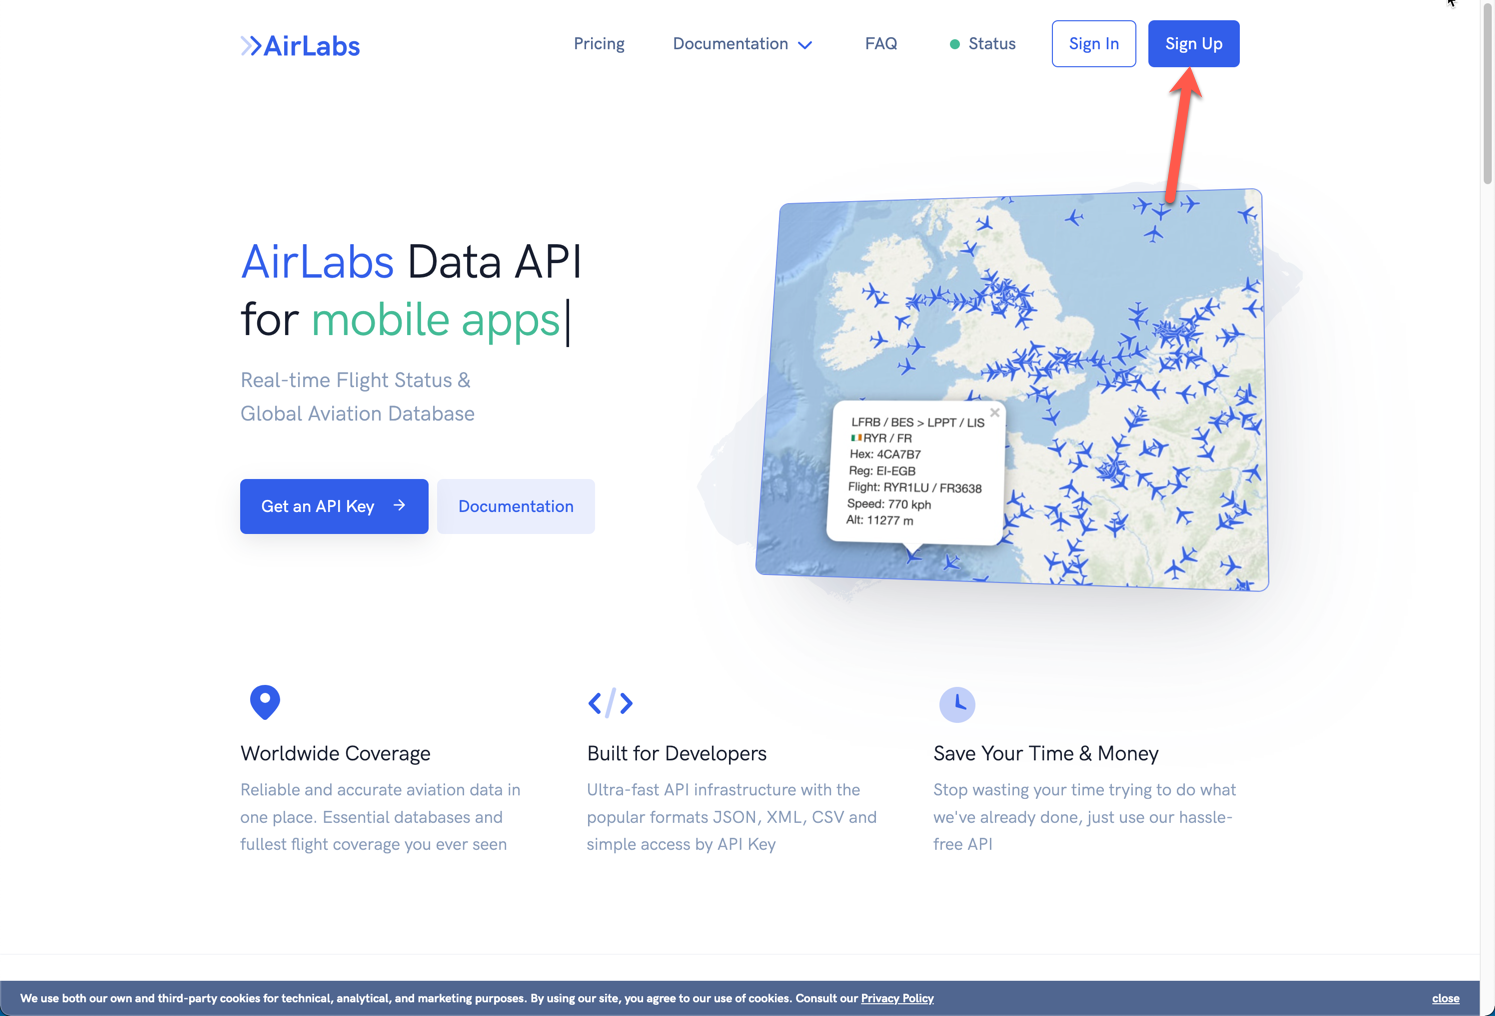 AirLabs
Pricing
Documentation
FAQ
Status
Sign In
Sign Up
AirLabs Data API
for mobile apps|
Real-time Flight Status &
Global Aviation Database
Get an API Key →
Documentation
LFRB / BES > LPPT / LIS
RYR / FR
Hex: 4CA7B7
Reg: EI-EGB
Flight: RYR1LU / FR3638
Speed: 770 kph
Alt: 11277 m
Worldwide Coverage
Reliable and accurate aviation data in
one place. Essential databases and
fullest flight coverage you ever seen
Built for Developers
Ultra-fast API infrastructure with the
popular formats JSON, XML, CSV and
simple access by API Key
Save Your Time & Money
Stop wasting your time trying to do what
we've already done, just use our hassle-
free API
We use both our own and third-party cookies for technical, analytical, and marketing purposes. By using our site, you agree to our use of cookies. Consult our Privacy Policy
close